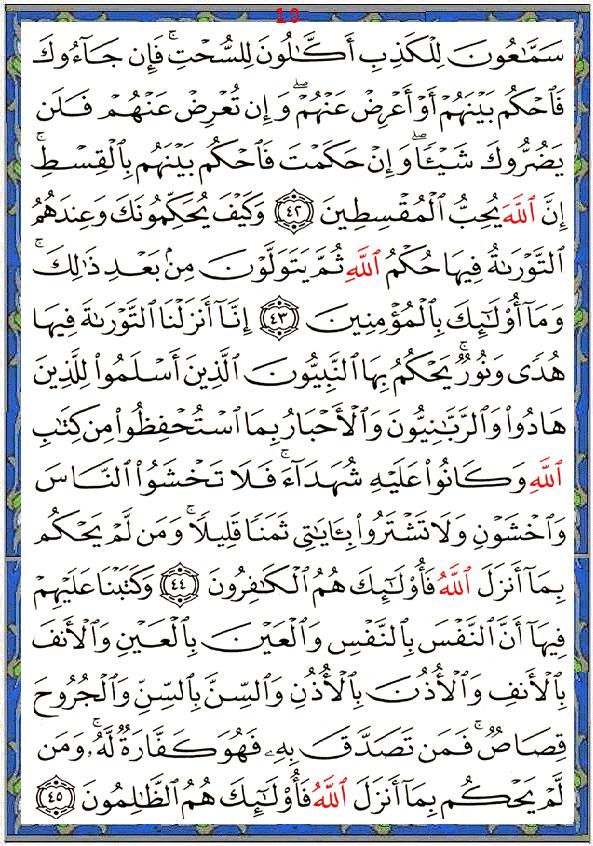 10
سَمَّٰعُونَ لِلْكَذِبِ أَكَّٰلُونَ لِلسُّحْتِ ۚ فَإِن جَآءُوكَ
فَٱحْكُم بَيْنَهُمْ أَوْ أَعْرِضْ عَنْهُمْ ۖ وَإِن تُعْرِضْ عَنْهُمْ فَلَن
يَضُرُّوكَ شَيْـًٔا ۖ وَإِنْ حَكَمْتَ فَٱحْكُم بَيْنَهُم بِٱلْقِسْطِ ۚ
إِنَّ ٱللَّهَ يُحِبُّ ٱلْمُقْسِطِينَ ٤٢ وَكَيْفَ يُحَكِّمُونَكَ وَعِندَهُمُ
ٱلتَّوْرَىٰةُ فِيهَا حُكْمُ ٱللَّهِ ثُمَّ يَتَوَلَّوْنَ مِنۢ بَعْدِ ذَٰلِكَ ۚ
وَمَآ أُو۟لَٰٓئِكَ بِٱلْمُؤْمِنِينَ ٤٣ إِنَّآ أَنزَلْنَا ٱلتَّوْرَىٰةَ فِيهَا
هُدًى وَنُورٌ ۚ يَحْكُمُ بِهَا ٱلنَّبِيُّونَ ٱلَّذِينَ أَسْلَمُوا۟ لِلَّذِينَ
هَادُوا۟ وَٱلرَّبَّٰنِيُّونَ وَٱلْأَحْبَارُ بِمَا ٱسْتُحْفِظُوا۟ مِن كِتَٰبِ
ٱللَّهِ وَكَانُوا۟ عَلَيْهِ شُهَدَآءَ ۚ فَلَا تَخْشَوُا۟ ٱلنَّاسَ
وَٱخْشَوْنِ وَلَا تَشْتَرُوا۟ بِـَٔايَٰتِى ثَمَنًا قَلِيلًا ۚ وَمَن لَّمْ يَحْكُم
بِمَآ أَنزَلَ ٱللَّهُ فَأُو۟لَٰٓئِكَ هُمُ ٱلْكَٰفِرُونَ ٤٤ وَكَتَبْنَا عَلَيْهِمْ
فِيهَآ أَنَّ ٱلنَّفْسَ بِٱلنَّفْسِ وَٱلْعَيْنَ بِٱلْعَيْنِ وَٱلْأَنفَ
بِٱلْأَنفِ وَٱلْأُذُنَ بِٱلْأُذُنِ وَٱلسِّنَّ بِٱلسِّنِّ وَٱلْجُرُوحَ
قِصَاصٌ ۚ فَمَن تَصَدَّقَ بِهِۦ فَهُوَ كَفَّارَةٌ لَّهُۥ ۚ وَمَن
لَّمْ يَحْكُم بِمَآ أَنزَلَ ٱللَّهُ فَأُو۟لَٰٓئِكَ هُمُ ٱلظَّٰلِمُونَ ٤٥